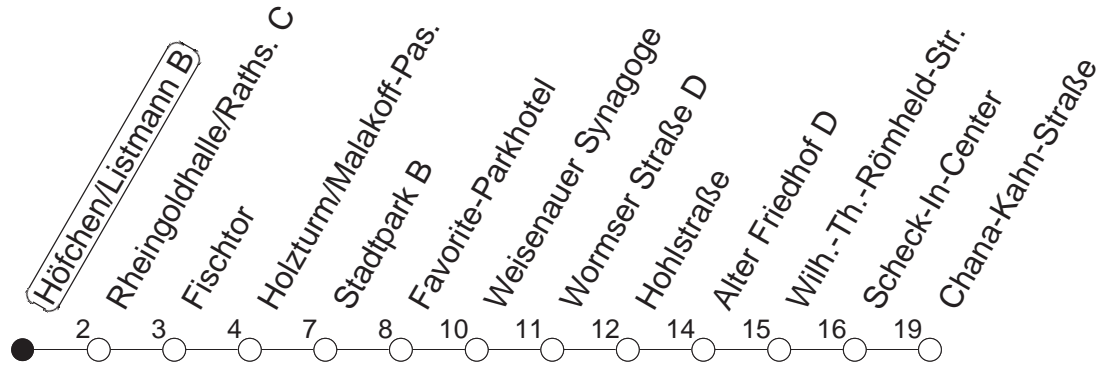 Höfchen/Listmann B
Rheingoldhalle/Raths. C
Fischtor
Holzturm/Malakoff-Pas.
Stadtpark B
Favorite-Parkhotel
Weisenauer Synagoge
Wormser Straße D
Hohlstraße
Alter Friedhof D
Wilh.-Th.-Römheld-Str.
Scheck-In-Center
Chana-Kahn-Straße
2 3 4 7 8 10 11 12 14 15 16 19